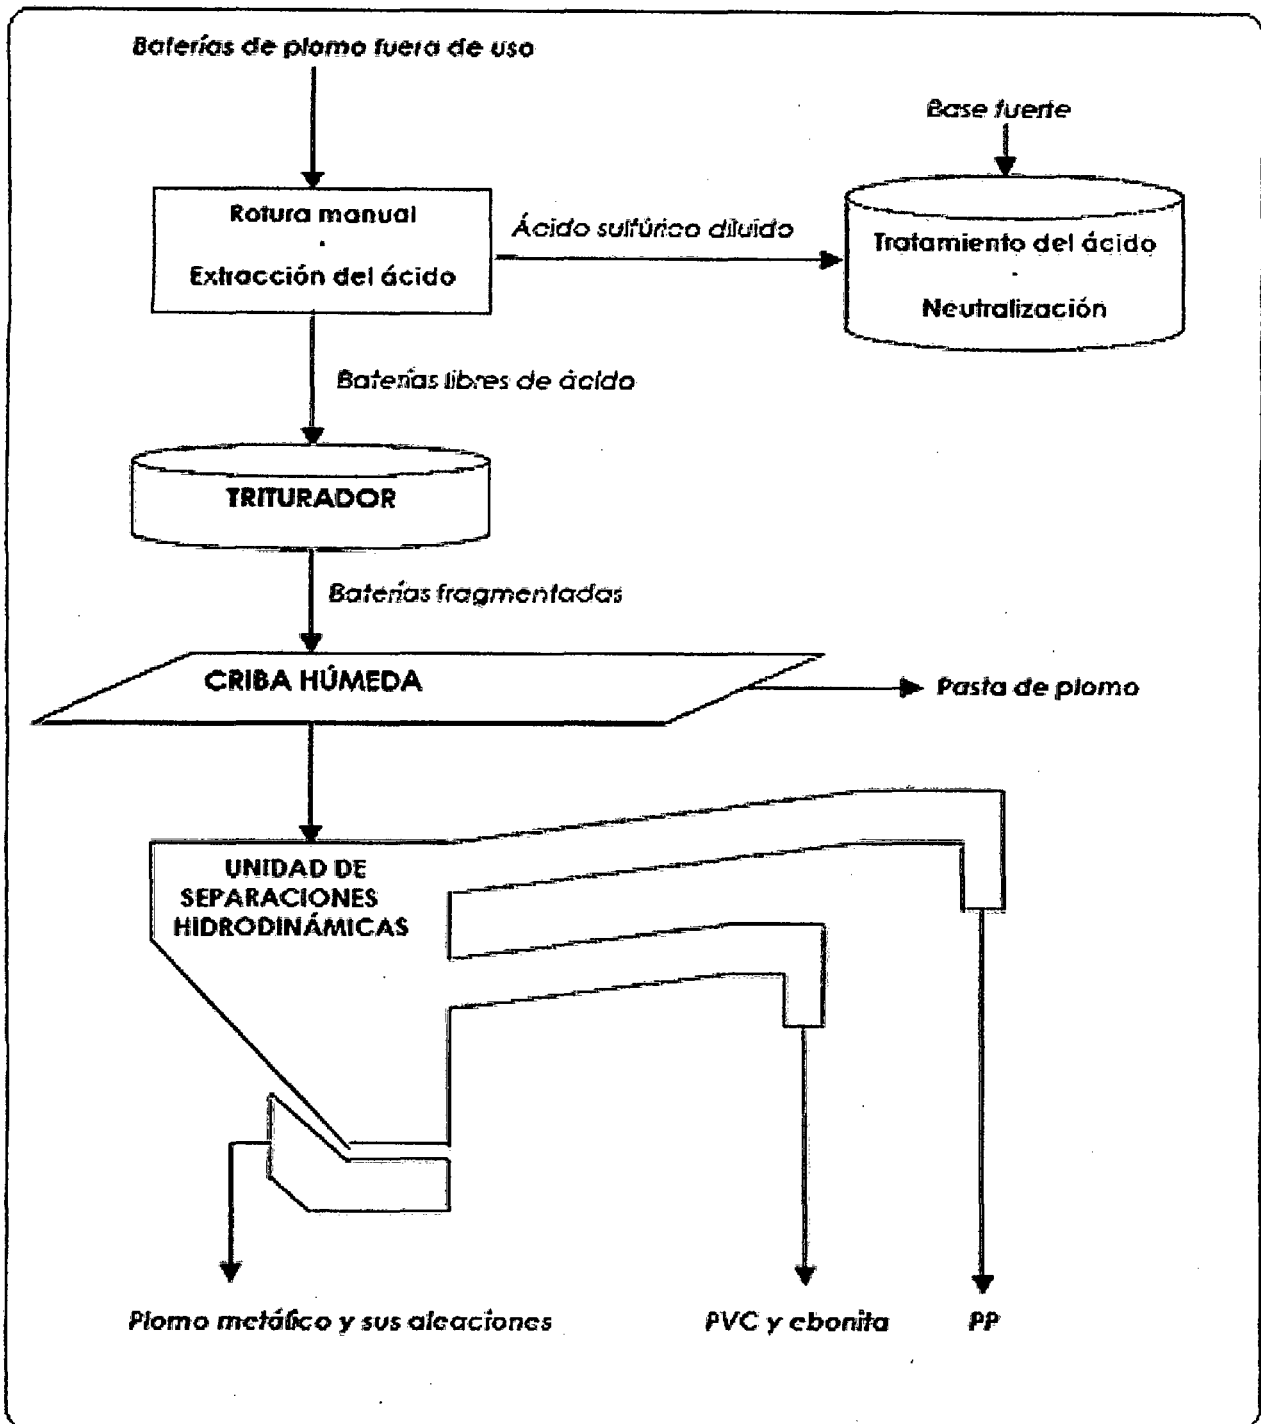 Baterías de plomo fuera de uso
Base fuerte
Rotura manual
.
Extracción del ácido
Ácido sulfúrico diluido
Tratamiento del ácido
.
Neutralización
Baterías libres de ácido
TRITURADOR
Baterías fragmentadas
CRIBA HÚMEDA
Pasta de plomo
UNIDAD DE
SEPARACIONES
HIDRODINÁMICAS
Plomo metálico y sus aleaciones
PVC y ebonita
PP